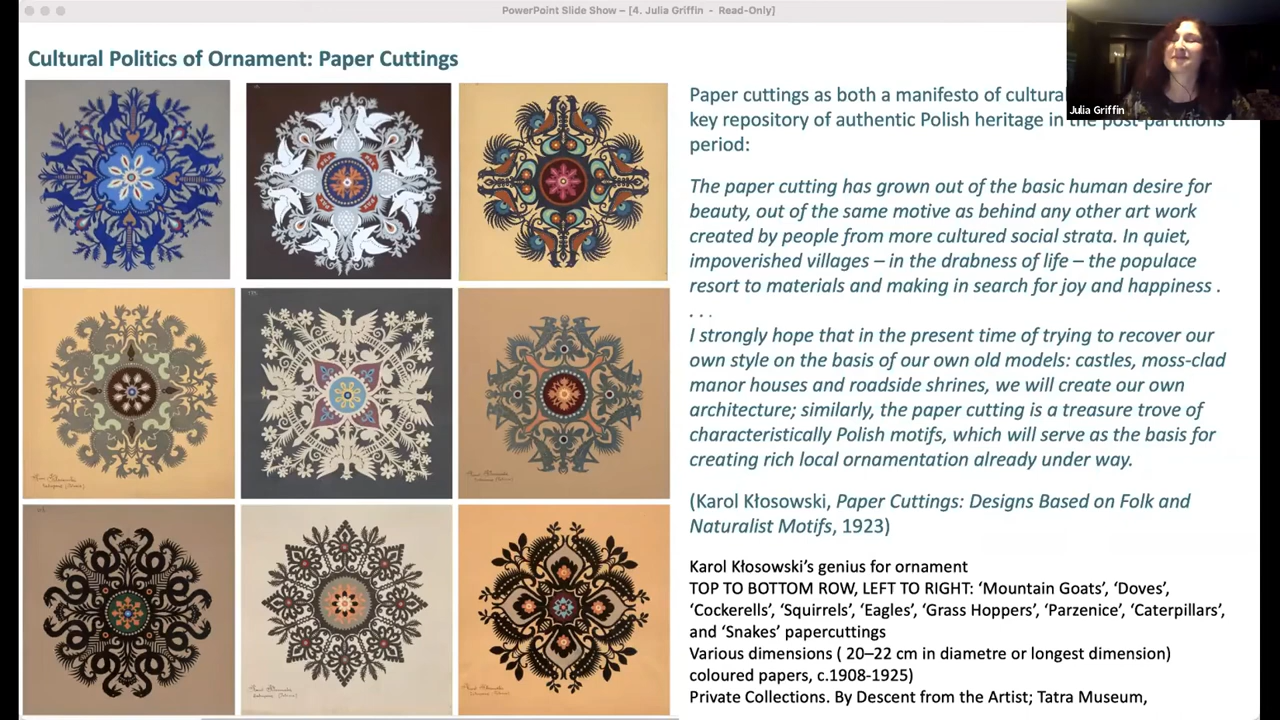 PowerPoint Slide Show – [4. Julia Griffin - Read-Only]
Cultural Politics of Ornament: Paper Cuttings
Julia Griffin
Paper cuttings as both a manifesto of cultural
key repository of authentic Polish heritage in the post-partitions
period:
The paper cutting has grown out of the basic human desire for
beauty, out of the same motive as behind any other art work
created by people from more cultured social strata. In quiet,
impoverished villages – in the drabness of life – the populace
resort to materials and making in search for joy and happiness .
. . .
I strongly hope that in the present time of trying to recover our
own style on the basis of our own old models: castles, moss-clad
manor houses and roadside shrines, we will create our own
architecture; similarly, the paper cutting is a treasure trove of
characteristically Polish motifs, which will serve as the basis for
creating rich local ornamentation already under way.
(Karol Kłosowski, Paper Cuttings: Designs Based on Folk and
Naturalist Motifs, 1923)
Karol Kłosowski’s genius for ornament
TOP TO BOTTOM ROW, LEFT TO RIGHT: ‘Mountain Goats’, ‘Doves’,
‘Cockerells’, ‘Squirrels’, ‘Eagles’, ‘Grass Hoppers’, ‘Parzenice’, ‘Caterpillars’,
and ‘Snakes’ papercuttings
Various dimensions ( 20–22 cm in diametre or longest dimension)
coloured papers, c.1908-1925)
Private Collections. By Descent from the Artist; Tatra Museum,